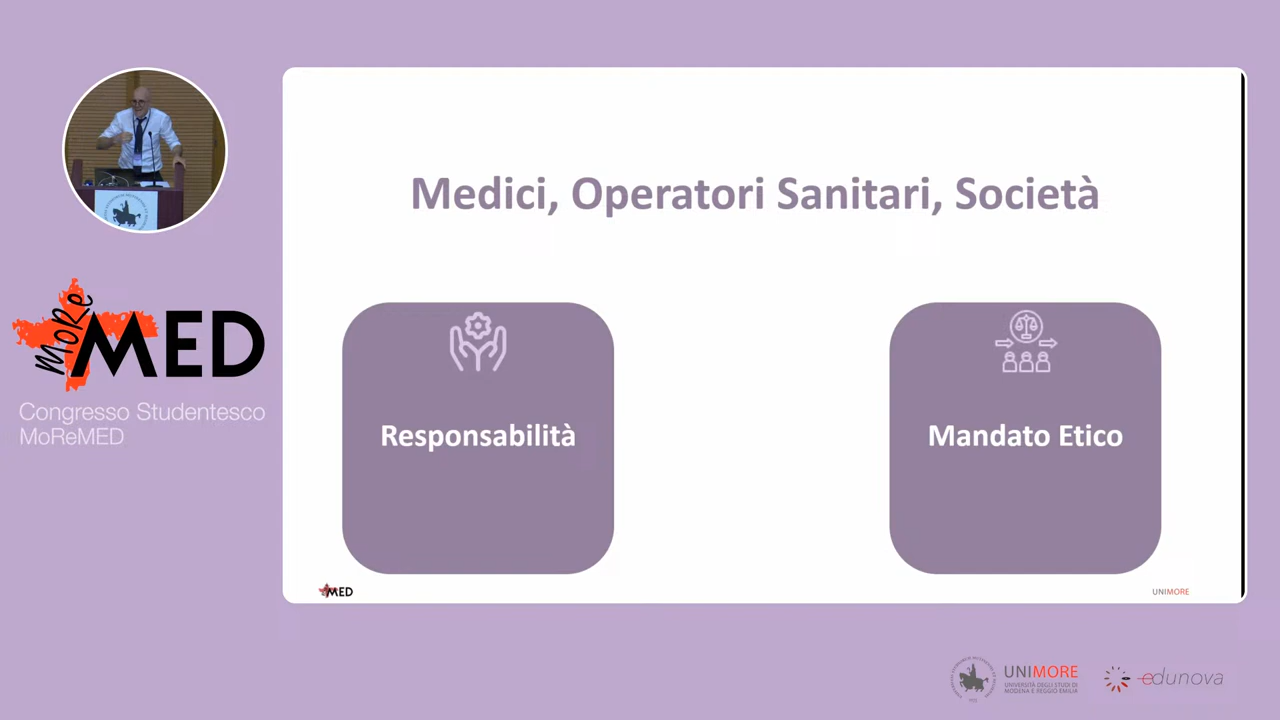 Medici, Operatori Sanitari, Società
Responsabilità
Mandato Etico
MED
UNIMORE
MoRe
MED
Congresso Studentesco
MoReMED
UNIMORE
UNIVERSITÀ DEGLI STUDI DI
MODENA E REGGIO EMILIA
edunova